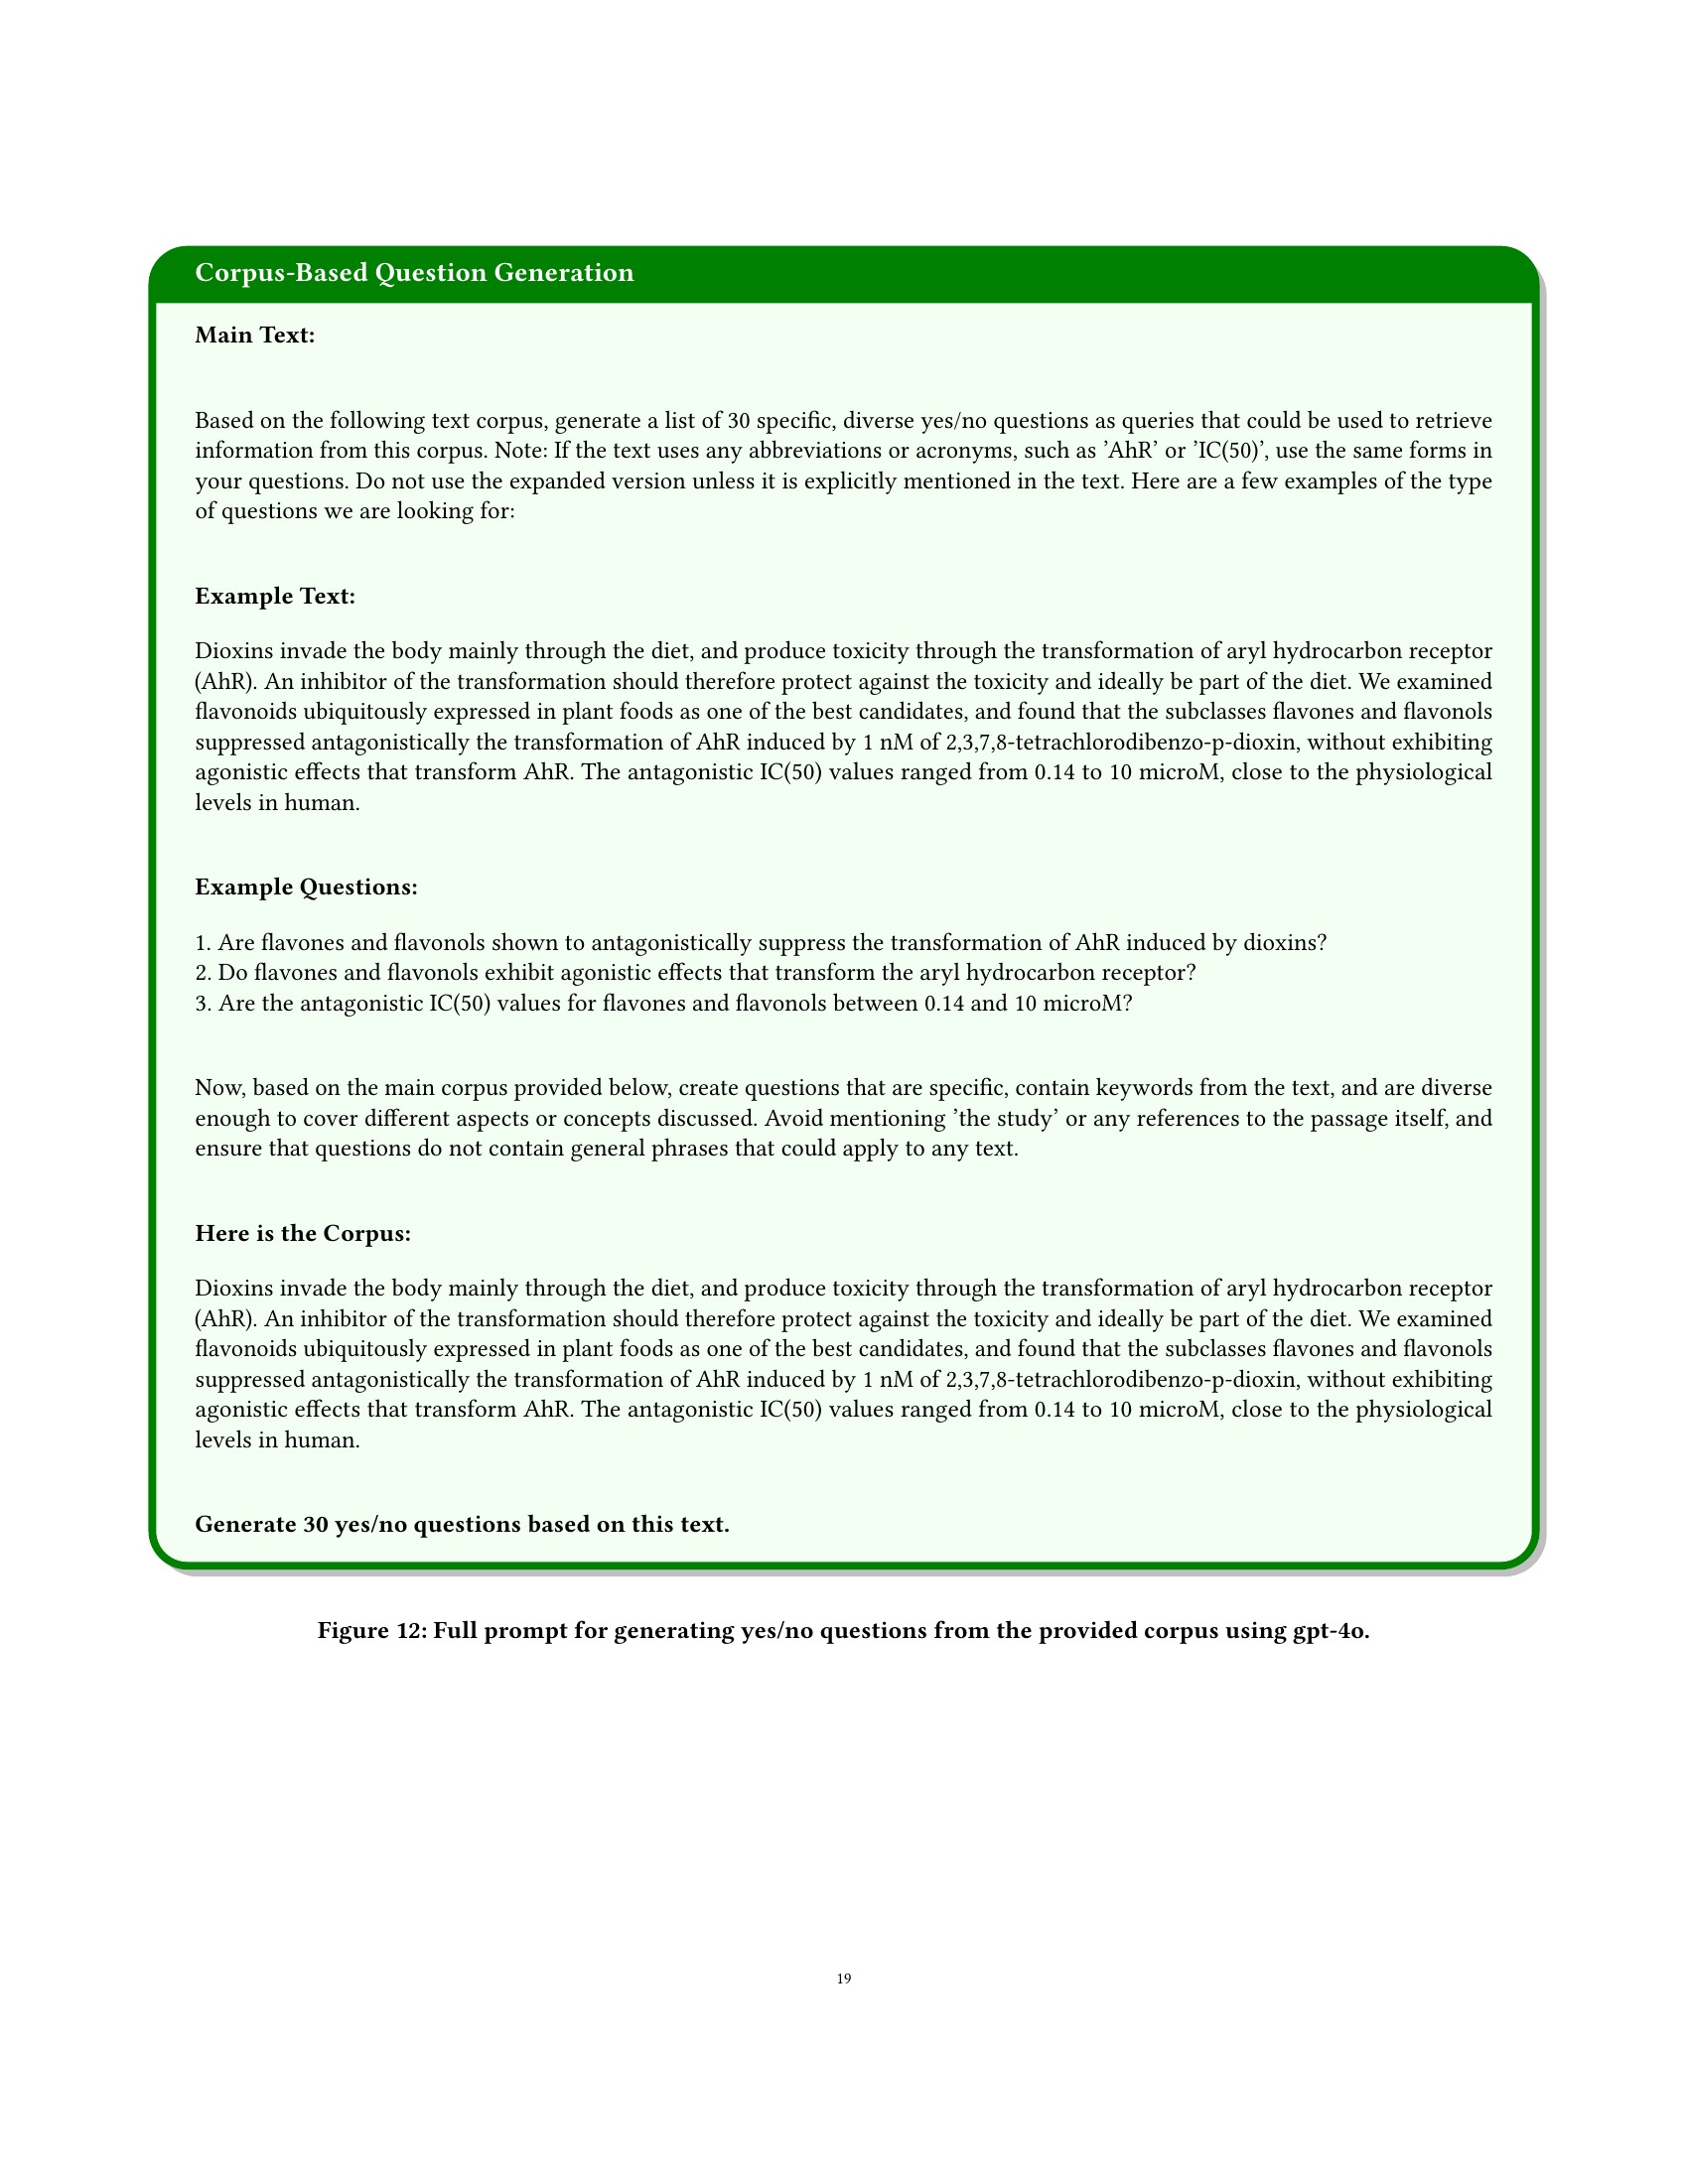 Corpus-Based Question Generation
Main Text:
Based on the following text corpus, generate a list of 30 specific, diverse yes/no questions as queries that could be used to retrieve
information from this corpus. Note: If the text uses any abbreviations or acronyms, such as ’AhR’ or ’IC(50)’, use the same forms in
your questions. Do not use the expanded version unless it is explicitly mentioned in the text. Here are a few examples of the type
of questions we are looking for:
Example Text:
Dioxins invade the body mainly through the diet, and produce toxicity through the transformation of aryl hydrocarbon receptor
(AhR). An inhibitor of the transformation should therefore protect against the toxicity and ideally be part of the diet. We examined
flavonoids ubiquitously expressed in plant foods as one of the best candidates, and found that the subclasses flavones and flavonols
suppressed antagonistically the transformation of AhR induced by 1 nM of 2,3,7,8-tetrachlorodibenzo-p-dioxin, without exhibiting
agonistic effects that transform AhR. The antagonistic IC(50) values ranged from 0.14 to 10 microM, close to the physiological
levels in human.
Example Questions:
1. Are flavones and flavonols shown to antagonistically suppress the transformation of AhR induced by dioxins?
2. Do flavones and flavonols exhibit agonistic effects that transform the aryl hydrocarbon receptor?
3. Are the antagonistic IC(50) values for flavones and flavonols between 0.14 and 10 microM?
Now, based on the main corpus provided below, create questions that are specific, contain keywords from the text, and are diverse
enough to cover different aspects or concepts discussed. Avoid mentioning ’the study’ or any references to the passage itself, and
ensure that questions do not contain general phrases that could apply to any text.
Here is the Corpus:
Dioxins invade the body mainly through the diet, and produce toxicity through the transformation of aryl hydrocarbon receptor
(AhR). An inhibitor of the transformation should therefore protect against the toxicity and ideally be part of the diet. We examined
flavonoids ubiquitously expressed in plant foods as one of the best candidates, and found that the subclasses flavones and flavonols
suppressed antagonistically the transformation of AhR induced by 1 nM of 2,3,7,8-tetrachlorodibenzo-p-dioxin, without exhibiting
agonistic effects that transform AhR. The antagonistic IC(50) values ranged from 0.14 to 10 microM, close to the physiological
levels in human.
Generate 30 yes/no questions based on this text.
Figure 12: Full prompt for generating yes/no questions from the provided corpus using gpt-4o.
19